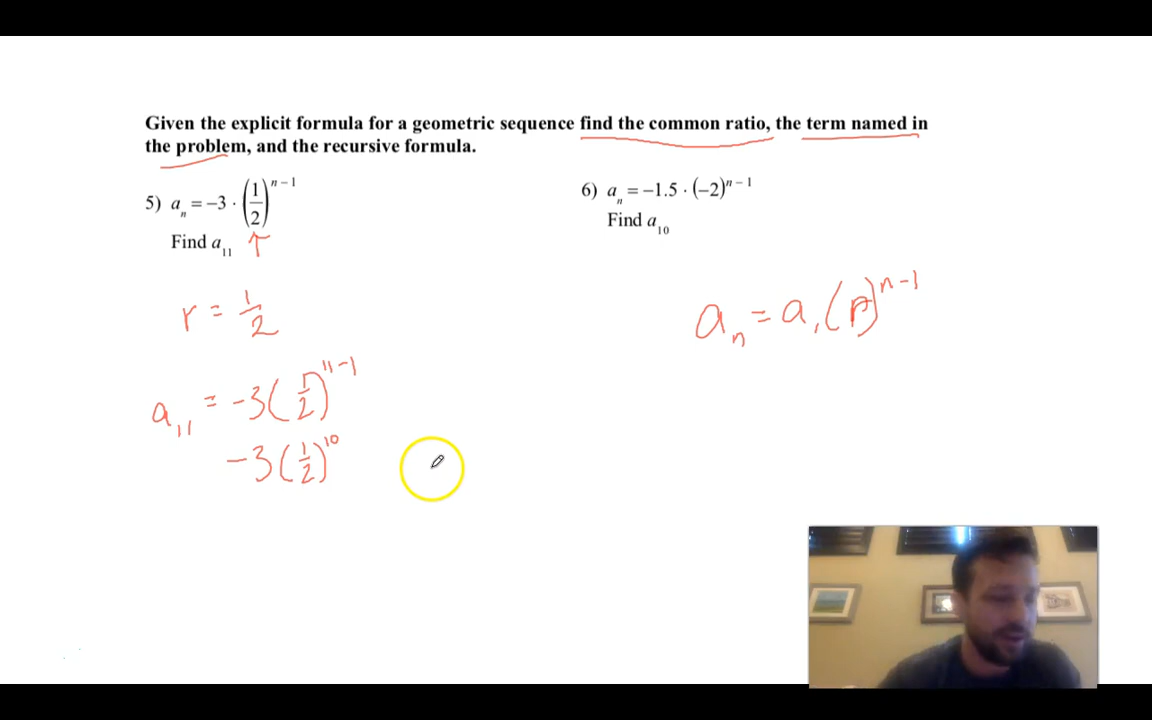 Given the explicit formula for a geometric sequence find the common ratio, the term named in
the problem, and the recursive formula.
5) aₙ = −3 · (1/2)ⁿ⁻¹
Find a₁₁ ↑
r = 1/2
a₁₁ = -3(1/2)¹¹⁻¹
-3(1/2)¹⁰
6) aₙ = −1.5 · (−2)ⁿ⁻¹
Find a₁₀
aₙ = a₁(r)ⁿ⁻¹